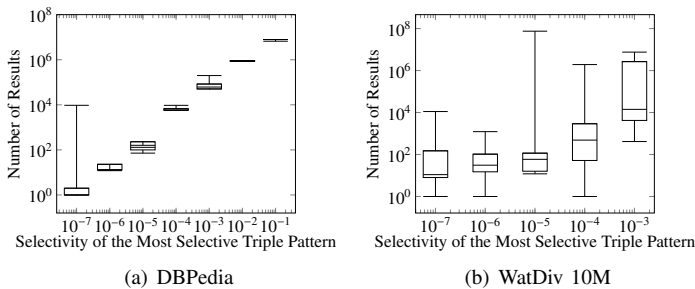 10^8
10^6
10^4
10^2
10^0
Number of Results
10^-7 10^-6 10^-5 10^-4 10^-3 10^-2 10^-1
Selectivity of the Most Selective Triple Pattern
(a) DBPedia
10^8
10^6
10^4
10^2
10^0
Number of Results
10^-7 10^-6 10^-5 10^-4 10^-3
Selectivity of the Most Selective Triple Pattern
(b) WatDiv 10M